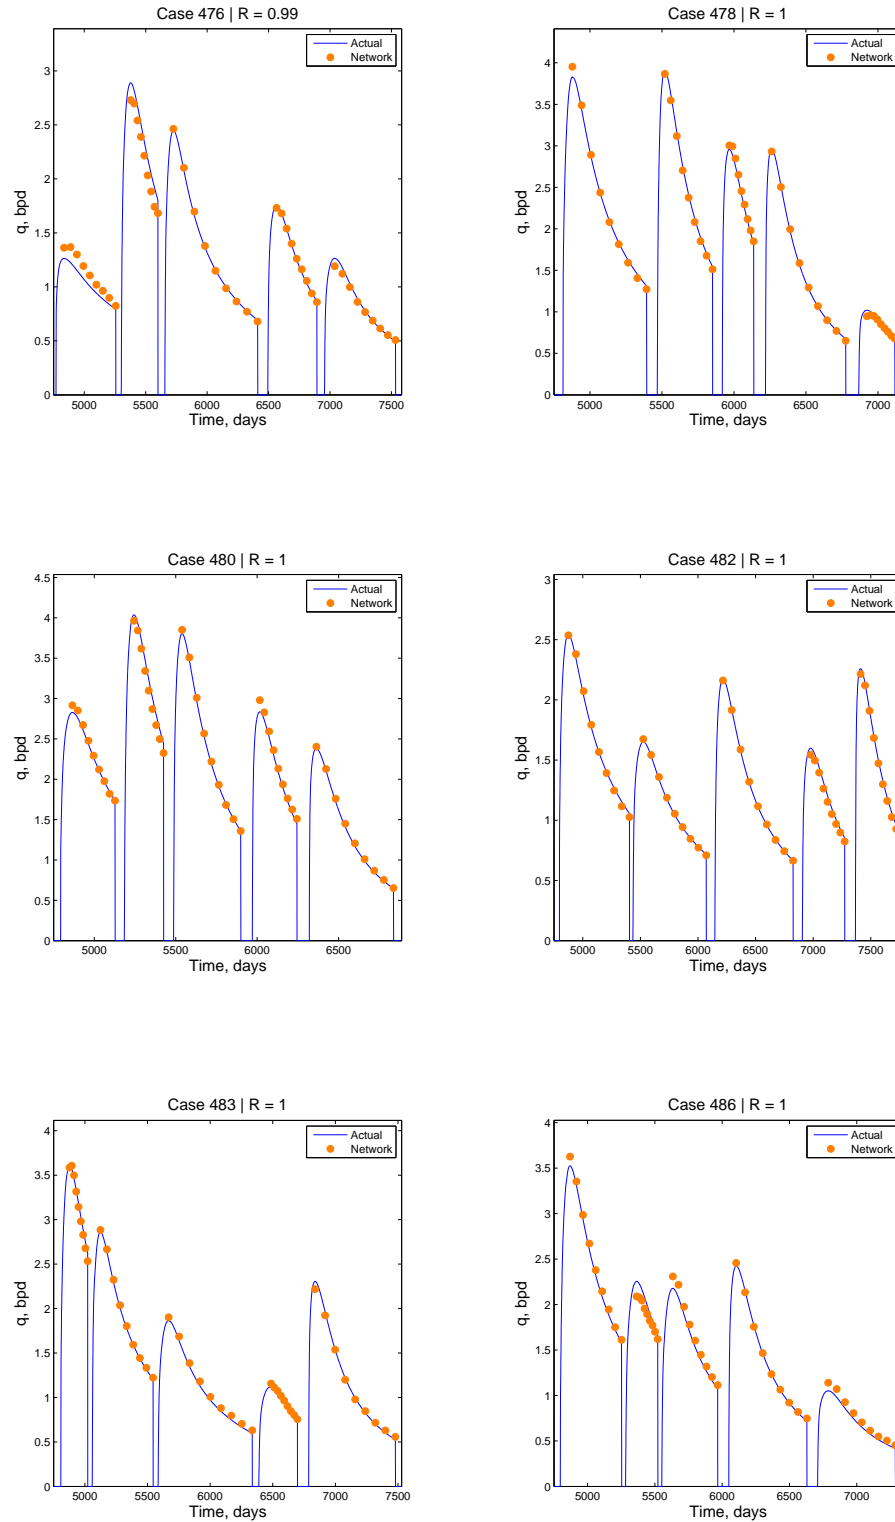 Case 476 | R = 0.99
Actual
Network
q, bpd
3
2.5
2
1.5
1
0.5
0
5000 5500 6000 6500 7000 7500
Time, days
Case 478 | R = 1
Actual
Network
q, bpd
4
3.5
3
2.5
2
1.5
1
0.5
0
5000 5500 6000 6500 7000
Time, days
Case 480 | R = 1
Actual
Network
q, bpd
4.5
4
3.5
3
2.5
2
1.5
1
0.5
0
5000 5500 6000 6500
Time, days
Case 482 | R = 1
Actual
Network
q, bpd
3
2.5
2
1.5
1
0.5
0
5000 5500 6000 6500 7000 7500
Time, days
Case 483 | R = 1
Actual
Network
q, bpd
4
3.5
3
2.5
2
1.5
1
0.5
0
5000 5500 6000 6500 7000 7500
Time, days
Case 486 | R = 1
Actual
Network
q, bpd
4
3.5
3
2.5
2
1.5
1
0.5
0
5000 5500 6000 6500 7000
Time, days